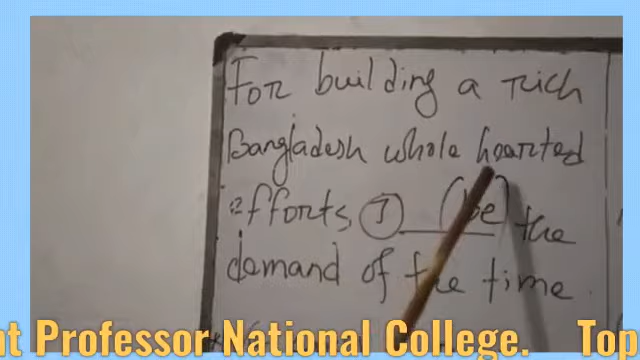 For building a rich
Bangladesh whole hearted
efforts, 1 ___ (be) the
demand of the time.
nt Professor National College. Top